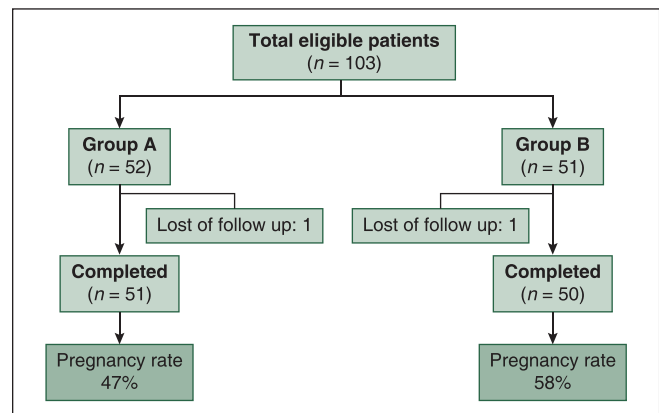 Total eligible patients
(n = 103)
Group A
(n = 52)
Group B
(n = 51)
Lost of follow up: 1
Lost of follow up: 1
Completed
(n = 51)
Completed
(n = 50)
Pregnancy rate
47%
Pregnancy rate
58%